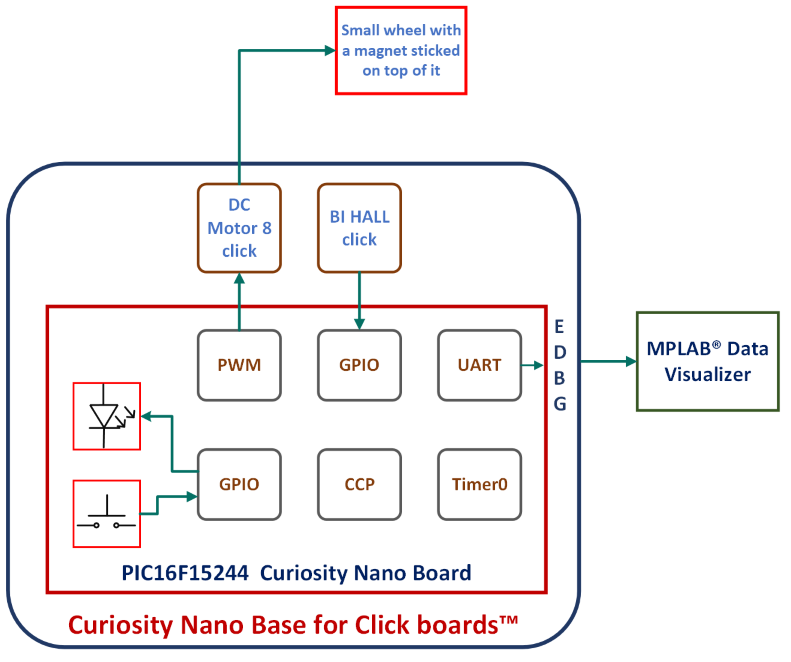 Small wheel with
a magnet sticked
on top of it
DC
Motor 8
click
BI HALL
click
PWM
GPIO
UART
E
D
B
G
MPLAB® Data
Visualizer
GPIO
CCP
Timer0
PIC16F15244 Curiosity Nano Board
Curiosity Nano Base for Click boards™